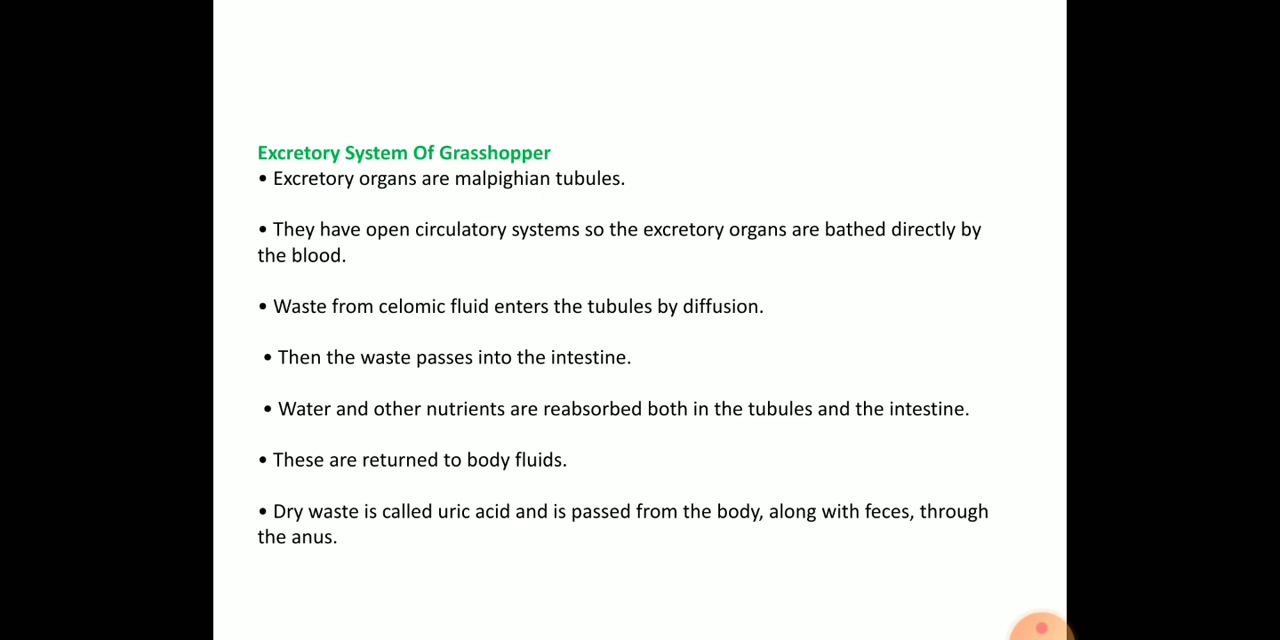 Excretory System Of Grasshopper
• Excretory organs are malpighian tubules.
• They have open circulatory systems so the excretory organs are bathed directly by
the blood.
• Waste from celomic fluid enters the tubules by diffusion.
• Then the waste passes into the intestine.
• Water and other nutrients are reabsorbed both in the tubules and the intestine.
• These are returned to body fluids.
• Dry waste is called uric acid and is passed from the body, along with feces, through
the anus.